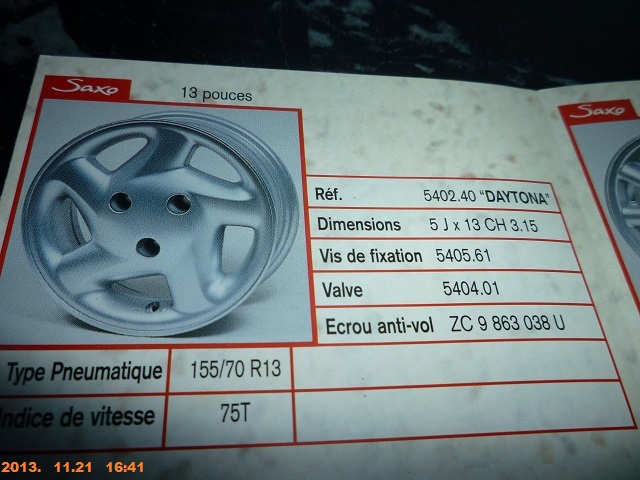 Saxo
13 pouces
Saxo
Réf. 5402.40 "DAYTONA"
Dimensions 5 J x 13 CH 3.15
Vis de fixation 5405.61
Valve 5404.01
Ecrou anti-vol ZC 9 863 038 U
Type Pneumatique 155/70 R13
Indice de vitesse 75T
2013. 11.21 16:41